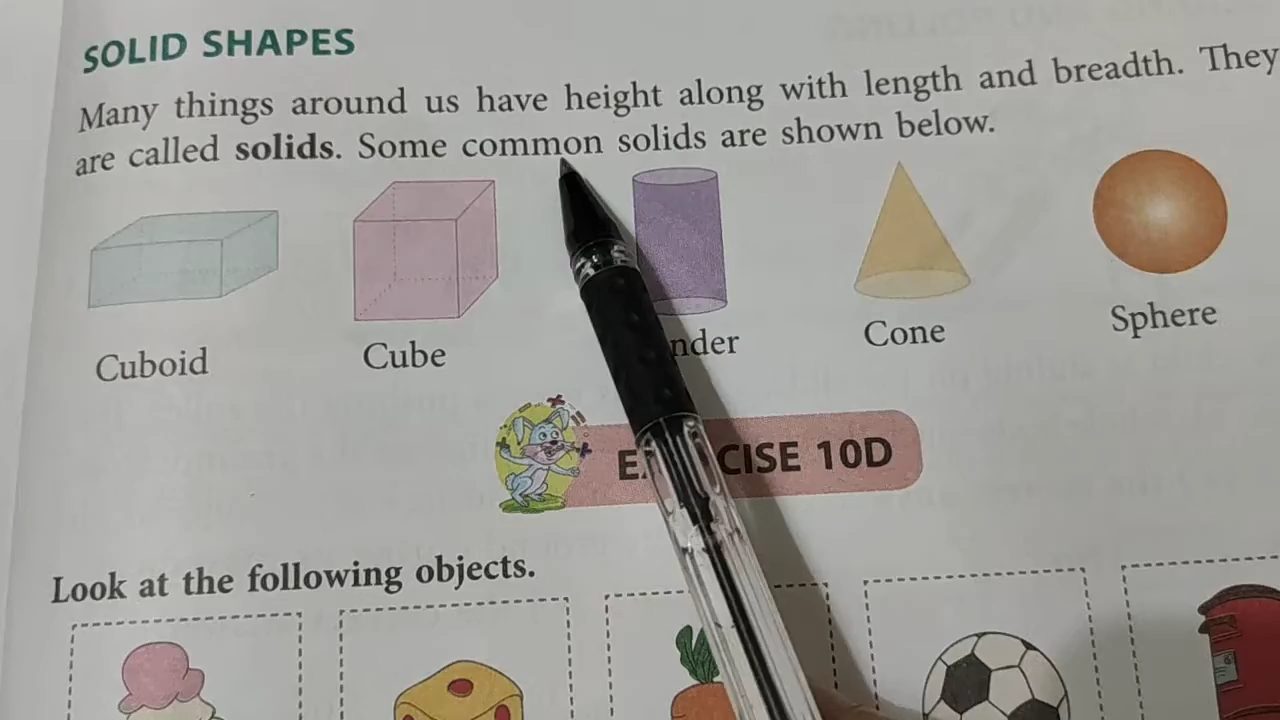 SOLID SHAPES
Many things around us have height along with length and breadth. They
are called solids. Some common solids are shown below.
Cuboid
Cube
nder
Cone
Sphere
CISE 10D
Look at the following objects.